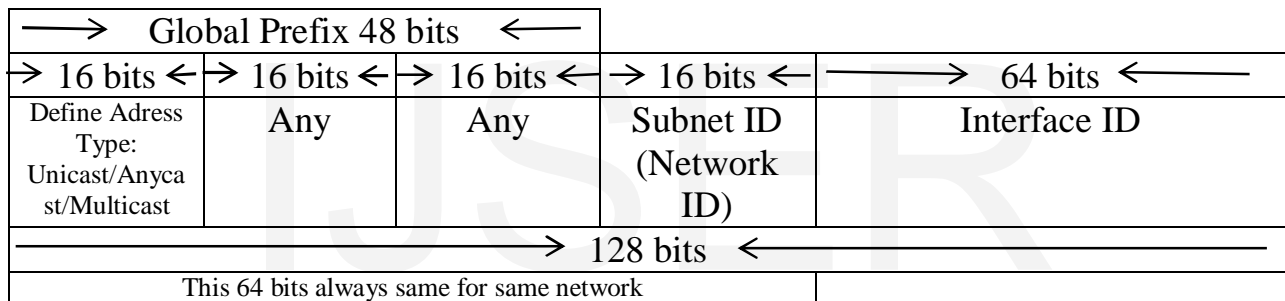 Global Prefix 48 bits
16 bits 16 bits 16 bits 16 bits 64 bits
Define Adress
Type:
Unicast/Anyca
st/Multicast
Any
Any
Subnet ID
(Network
ID)
Interface ID
128 bits
This 64 bits always same for same network
IJSER